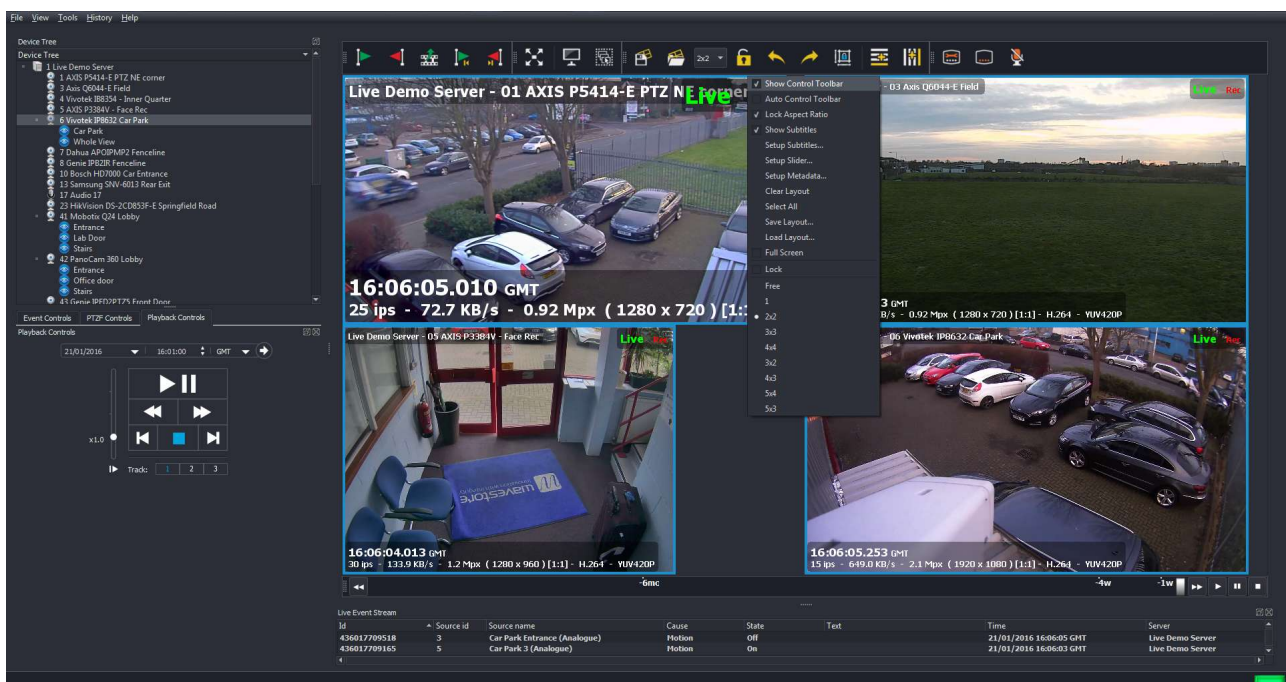 File View Tools History Help
Device Tree
Device Tree
1 Live Demo Server
1 AXIS P5414-E PTZ NE corner
3 Axis Q6044-E Field
4 Vivotek IB8354 - Inner Quarter
5 AXIS P3384V - Face Rec
6 Vivotek IP8632 Car Park
Car Park
Whole View
7 Dahua APOIPMP2 Fenceline
8 Genie IPB2IR Fenceline
10 Bosch HD7000 Car Entrance
13 Samsung SNV-6013 Rear Exit
17 Audio 17
23 HikVision DS-2CD853F-E Springfield Road
41 Mobotix Q24 Lobby
Entrance
Lab Door
Stairs
42 PanoCam 360 Lobby
Entrance
Office door
Stairs
43 Genie IPFD2PTZ5 Front Door
Event Controls PTZF Controls Playback Controls
Playback Controls
21/01/2016 16:01:00 GMT
x1.0
Track: 1 2 3
2x2
Live Demo Server - 01 AXIS P5414-E PTZ NE corner
Live
16:06:05.010 GMT
25 ips - 72.7 KB/s - 0.92 Mpx ( 1280 x 720 ) [1:
Show Control Toolbar
Auto Control Toolbar
Lock Aspect Ratio
Show Subtitles
Setup Subtitles...
Setup Slider...
Setup Metadata...
Clear Layout
Select All
Save Layout...
Load Layout...
Full Screen
Lock
Free
1
2x2
3x3
4x4
3x2
4x3
5x4
5x3
- 03 Axis Q6044-E Field
Live Rec
3 GMT
B/s - 0.92 Mpx ( 1280 x 720 ) [1:1] - H.264 - YUV420P
Live Demo Server - 05 AXIS P3384V - Face Rec
Live Rec
wavestore
16:06:04.013 GMT
30 ips - 133.9 KB/s - 1.2 Mpx ( 1280 x 960 ) [1:1] - H.264 - YUV420P
- 06 Vivotek IP8632 Car Park
Live Rec
16:06:05.253 GMT
15 ips - 649.0 KB/s - 2.1 Mpx ( 1920 x 1080 ) [1:1] - H.264 - YUV420P
-6mc -4w -1w
Live Event Stream
Id Source id Source name Cause State Text Time Server
436017709518 3 Car Park Entrance (Analogue) Motion Off 21/01/2016 16:06:05 GMT Live Demo Server
436017709165 5 Car Park 3 (Analogue) Motion On 21/01/2016 16:06:03 GMT Live Demo Server